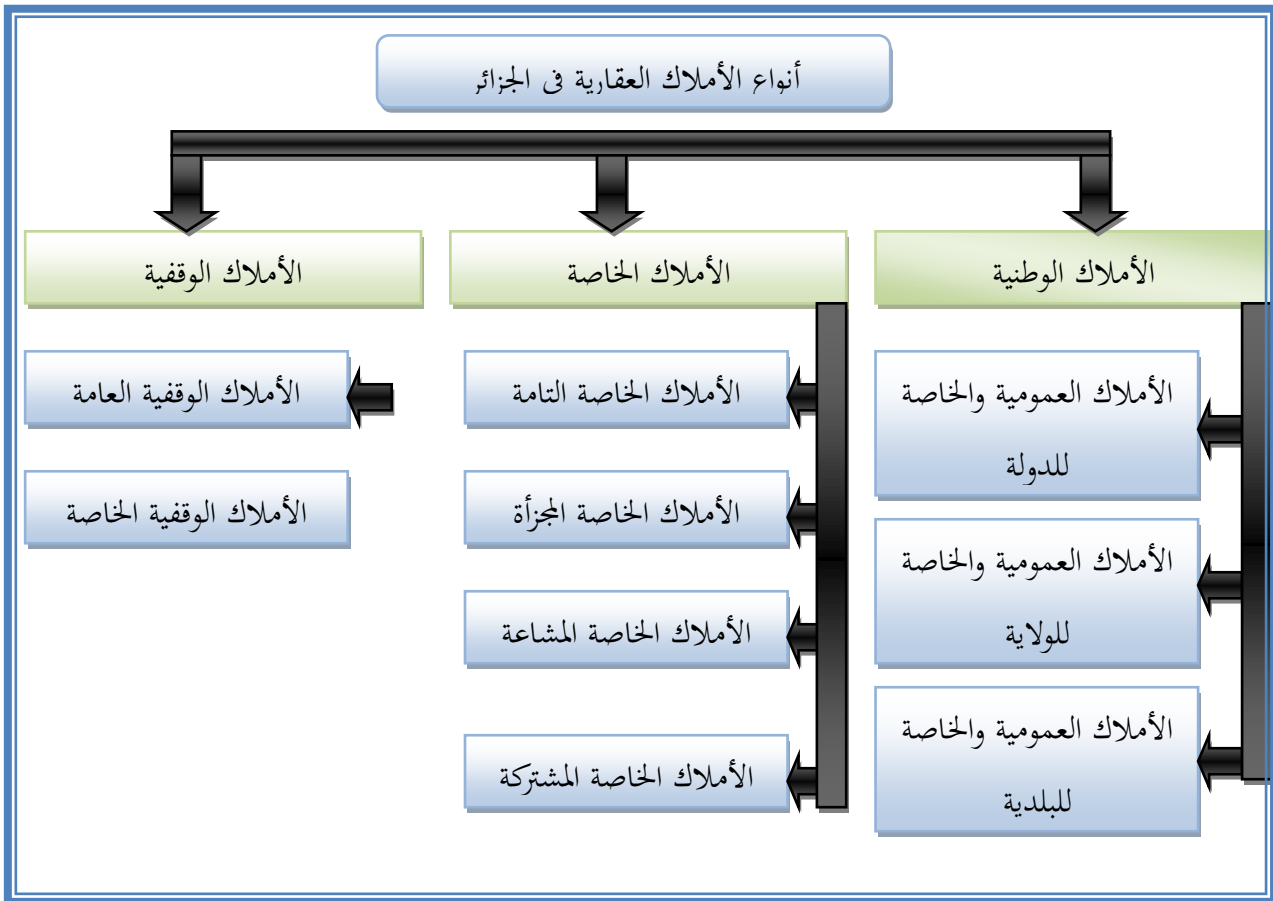 أنواع الأملاك العقارية في الجزائر
الأملاك الوطنية
الأملاك العمومية والخاصة
للدولة
الأملاك العمومية والخاصة
للولاية
الأملاك العمومية والخاصة
للبلدية
الأملاك الخاصة
الأملاك الخاصة التامة
الأملاك الخاصة المجزأة
الأملاك الخاصة المشاعة
الأملاك الخاصة المشتركة
الأملاك الوقفية
الأملاك الوقفية العامة
الأملاك الوقفية الخاصة